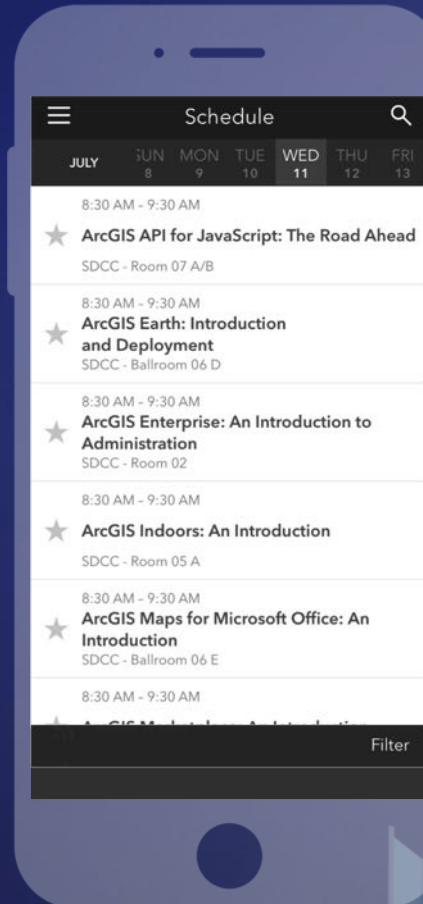 Schedule
JULY
SUN MON TUE WED THU FRI
8 9 10 11 12 13
8:30 AM - 9:30 AM
ArcGIS API for JavaScript: The Road Ahead
SDCC - Room 07 A/B
8:30 AM - 9:30 AM
ArcGIS Earth: Introduction
and Deployment
SDCC - Ballroom 06 D
8:30 AM - 9:30 AM
ArcGIS Enterprise: An Introduction to
Administration
SDCC - Room 02
8:30 AM - 9:30 AM
ArcGIS Indoors: An Introduction
SDCC - Room 05 A
8:30 AM - 9:30 AM
ArcGIS Maps for Microsoft Office: An
Introduction
SDCC - Ballroom 06 E
8:30 AM - 9:30 AM
ArcGIS Marketplace: An Introduction
Filter